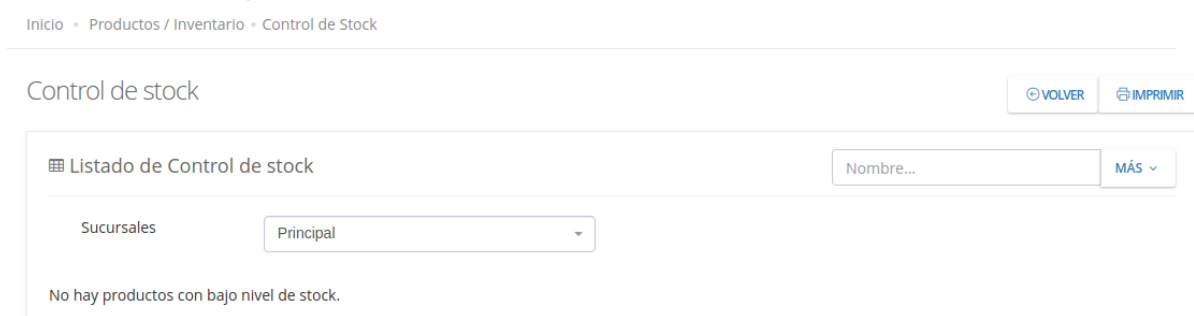 Inicio • Productos / Inventario • Control de Stock
Control de stock
VOLVER
IMPRIMIR
Listado de Control de stock
Nombre...
MÁS
Sucursales
Principal
No hay productos con bajo nivel de stock.